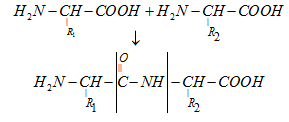 H₂N–CH–COOH + H₂N–CH–COOH
R₁ R₂
↓
O
H₂N–CH–|C–NH|–CH–COOH
R₁ R₂